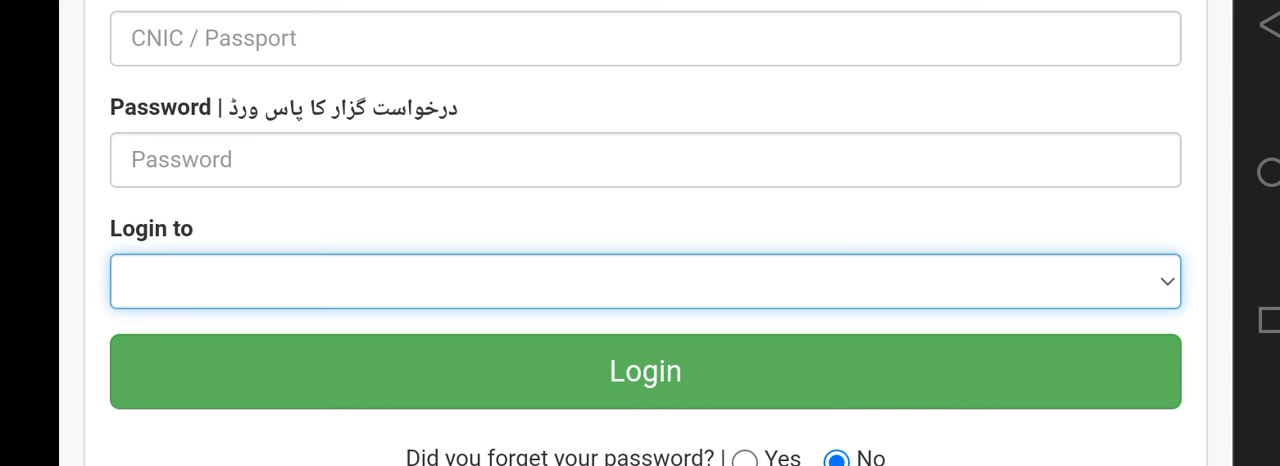 CNIC / Passport
Password | درخواست گزار کا پاس ورڈ
Password
Login to
Login
Did you forget your password? | Yes No